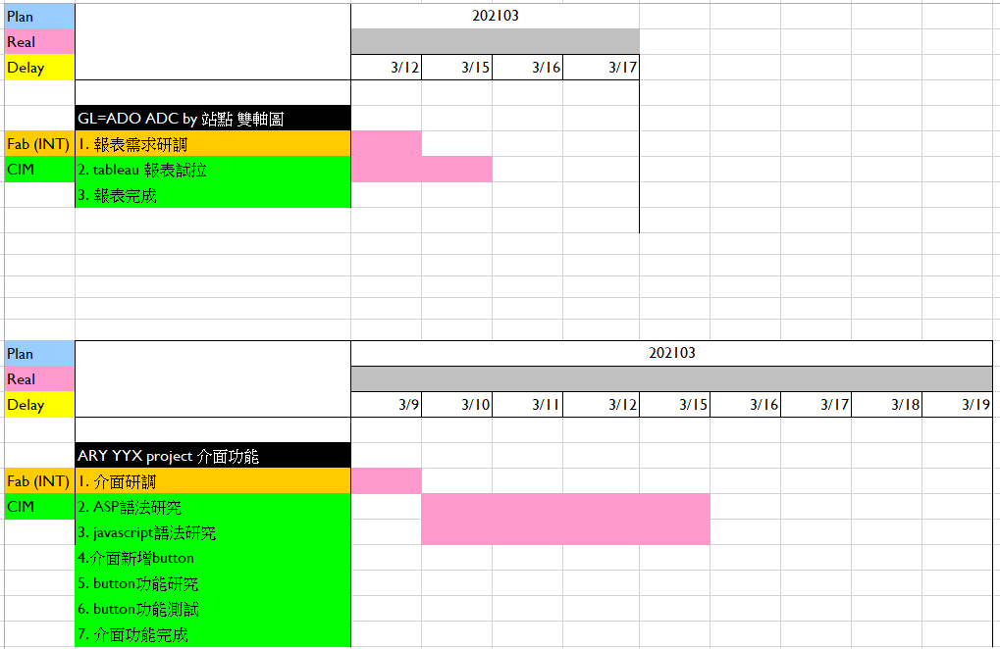 Plan 202103
Real
Delay 3/12 3/15 3/16 3/17
GL=ADO ADC by 站點 雙軸圖
Fab (INT) 1. 報表需求研調
CIM 2. tableau 報表試拉
3. 報表完成
Plan 202103
Real
Delay 3/9 3/10 3/11 3/12 3/15 3/16 3/17 3/18 3/19
ARY YYX project 介面功能
Fab (INT) 1. 介面研調
CIM 2. ASP語法研究
3. javascript語法研究
4.介面新增button
5. button功能研究
6. button功能測試
7. 介面功能完成